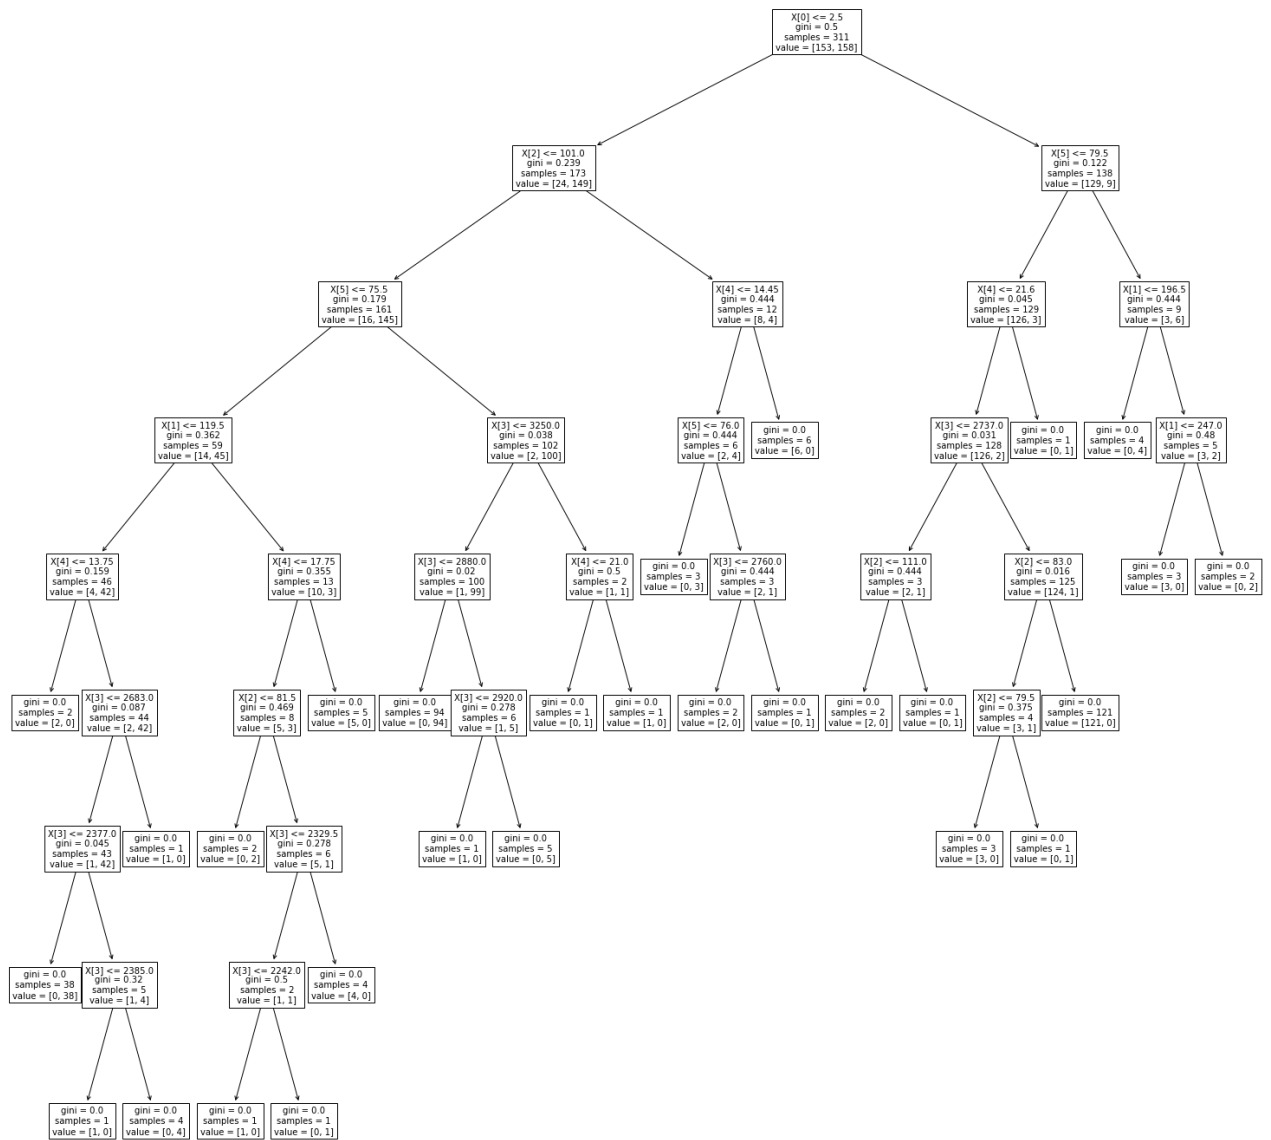 X[0] <= 2.5
gini = 0.5
samples = 311
value = [153, 158]
X[2] <= 101.0
gini = 0.239
samples = 173
value = [24, 149]
X[5] <= 79.5
gini = 0.122
samples = 138
value = [129, 9]
X[5] <= 75.5
gini = 0.179
samples = 161
value = [16, 145]
X[4] <= 14.45
gini = 0.444
samples = 12
value = [8, 4]
X[4] <= 21.6
gini = 0.045
samples = 129
value = [126, 3]
X[1] <= 196.5
gini = 0.444
samples = 9
value = [3, 6]
X[1] <= 119.5
gini = 0.362
samples = 59
value = [14, 45]
X[3] <= 3250.0
gini = 0.038
samples = 102
value = [2, 100]
X[5] <= 76.0
gini = 0.444
samples = 6
value = [2, 4]
gini = 0.0
samples = 6
value = [6, 0]
X[3] <= 2737.0
gini = 0.031
samples = 128
value = [126, 2]
gini = 0.0
samples = 1
value = [0, 1]
gini = 0.0
samples = 4
value = [0, 4]
X[1] <= 247.0
gini = 0.48
samples = 5
value = [3, 2]
X[4] <= 13.75
gini = 0.159
samples = 46
value = [4, 42]
X[4] <= 17.75
gini = 0.355
samples = 13
value = [10, 3]
X[3] <= 2880.0
gini = 0.02
samples = 100
value = [1, 99]
X[4] <= 21.0
gini = 0.5
samples = 2
value = [1, 1]
gini = 0.0
samples = 3
value = [0, 3]
X[3] <= 2760.0
gini = 0.444
samples = 3
value = [2, 1]
X[2] <= 111.0
gini = 0.444
samples = 3
value = [2, 1]
X[2] <= 83.0
gini = 0.016
samples = 125
value = [124, 1]
gini = 0.0
samples = 3
value = [3, 0]
gini = 0.0
samples = 2
value = [0, 2]
gini = 0.0
samples = 2
value = [2, 0]
X[3] <= 2683.0
gini = 0.087
samples = 44
value = [2, 42]
X[2] <= 81.5
gini = 0.469
samples = 8
value = [5, 3]
gini = 0.0
samples = 5
value = [5, 0]
gini = 0.0
samples = 94
value = [0, 94]
X[3] <= 2920.0
gini = 0.278
samples = 6
value = [1, 5]
gini = 0.0
samples = 1
value = [0, 1]
gini = 0.0
samples = 1
value = [1, 0]
gini = 0.0
samples = 2
value = [2, 0]
gini = 0.0
samples = 1
value = [0, 1]
gini = 0.0
samples = 2
value = [2, 0]
gini = 0.0
samples = 1
value = [0, 1]
X[2] <= 79.5
gini = 0.375
samples = 4
value = [3, 1]
gini = 0.0
samples = 121
value = [121, 0]
X[3] <= 2377.0
gini = 0.045
samples = 43
value = [1, 42]
gini = 0.0
samples = 1
value = [1, 0]
gini = 0.0
samples = 2
value = [0, 2]
X[3] <= 2329.5
gini = 0.278
samples = 6
value = [5, 1]
gini = 0.0
samples = 1
value = [1, 0]
gini = 0.0
samples = 5
value = [0, 5]
gini = 0.0
samples = 3
value = [3, 0]
gini = 0.0
samples = 1
value = [0, 1]
gini = 0.0
samples = 38
value = [0, 38]
X[3] <= 2385.0
gini = 0.32
samples = 5
value = [1, 4]
X[3] <= 2242.0
gini = 0.5
samples = 2
value = [1, 1]
gini = 0.0
samples = 4
value = [4, 0]
gini = 0.0
samples = 1
value = [1, 0]
gini = 0.0
samples = 4
value = [0, 4]
gini = 0.0
samples = 1
value = [1, 0]
gini = 0.0
samples = 1
value = [0, 1]